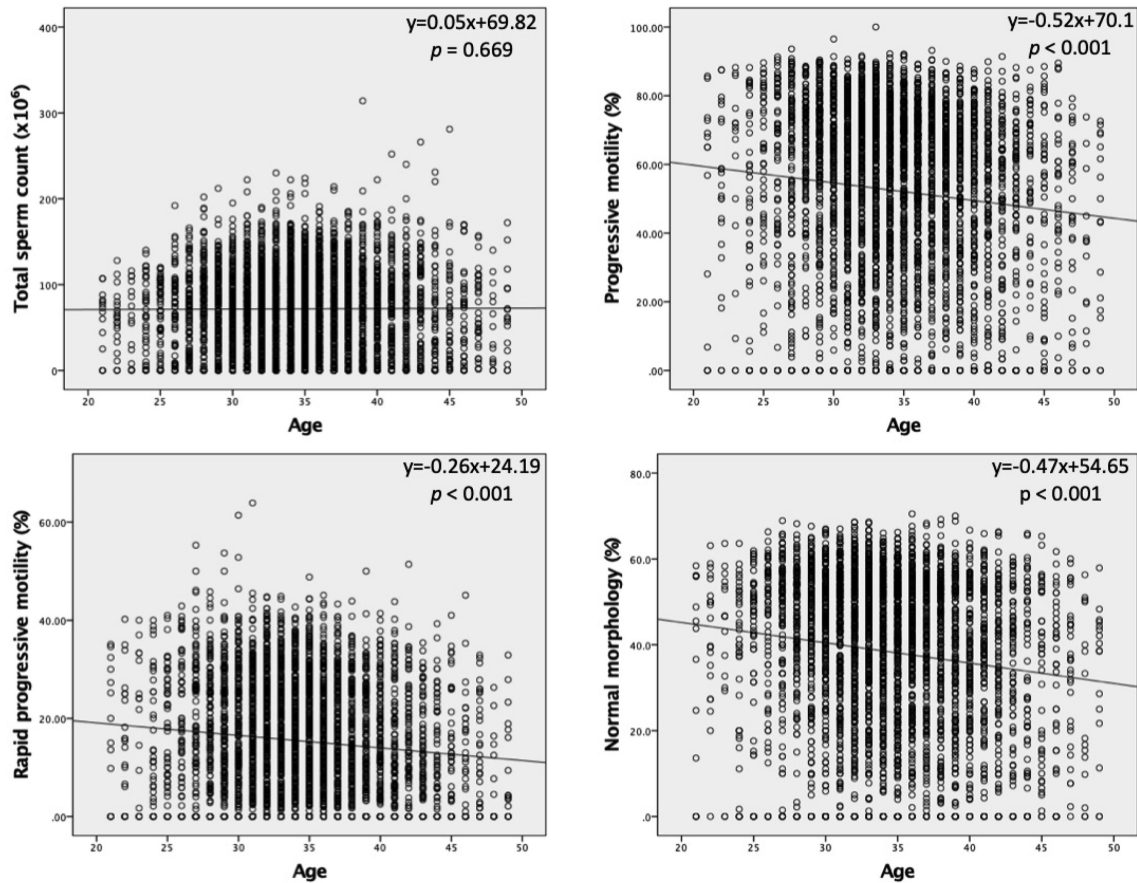 y=0.05x+69.82
p = 0.669
Total sperm count (x10⁶)
400
300
200
100
0
20 25 30 35 40 45 50
Age
y=-0.52x+70.1
p < 0.001
Progressive motility (%)
100.00
80.00
60.00
40.00
20.00
.00
20 25 30 35 40 45 50
Age
y=-0.26x+24.19
p < 0.001
Rapid progressive motility (%)
60.00
40.00
20.00
.00
20 25 30 35 40 45 50
Age
y=-0.47x+54.65
p < 0.001
Normal morphology (%)
80.0
60.0
40.0
20.0
.0
20 25 30 35 40 45 50
Age